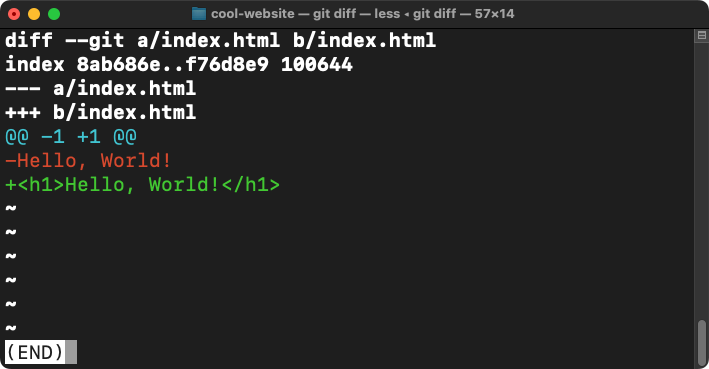 cool-website — git diff — less ◂ git diff — 57×14
diff --git a/index.html b/index.html
index 8ab686e..f76d8e9 100644
--- a/index.html
+++ b/index.html
@@ -1 +1 @@
-Hello, World!
+<h1>Hello, World!</h1>
~
~
~
~
~
~
(END)